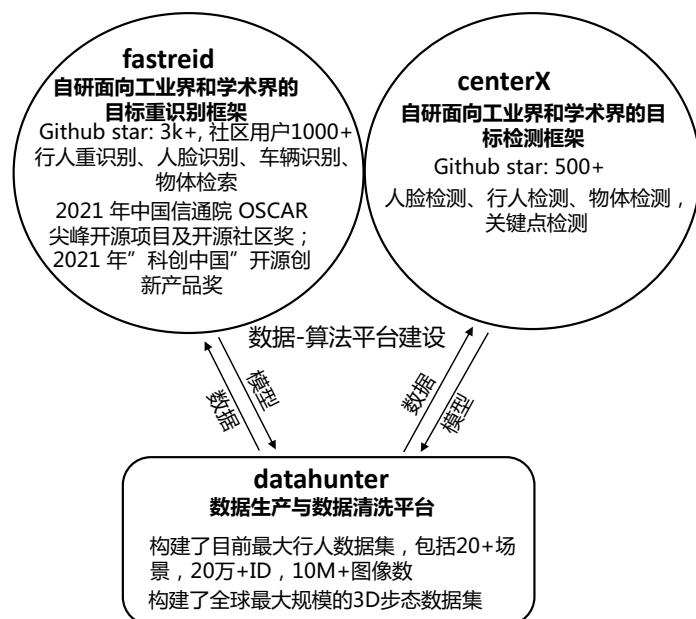 fastreid
自研面向工业界和学术界的
目标重识别框架
Github star: 3k+, 社区用户1000+
行人重识别、人脸识别、车辆识别、
物体检索
2021 年中国信通院 OSCAR
尖峰开源项目及开源社区奖；
2021 年”科创中国”开源创
新产品奖
centerX
自研面向工业界和学术界的目
标检测框架
Github star: 500+
人脸检测、行人检测、物体检测，
关键点检测
数据-算法平台建设
数据
模型
数据
模型
datahunter
数据生产与数据清洗平台
构建了目前最大行人数据集，包括20+场
景，20万+ID，10M+图像数
构建了全球最大规模的3D步态数据集